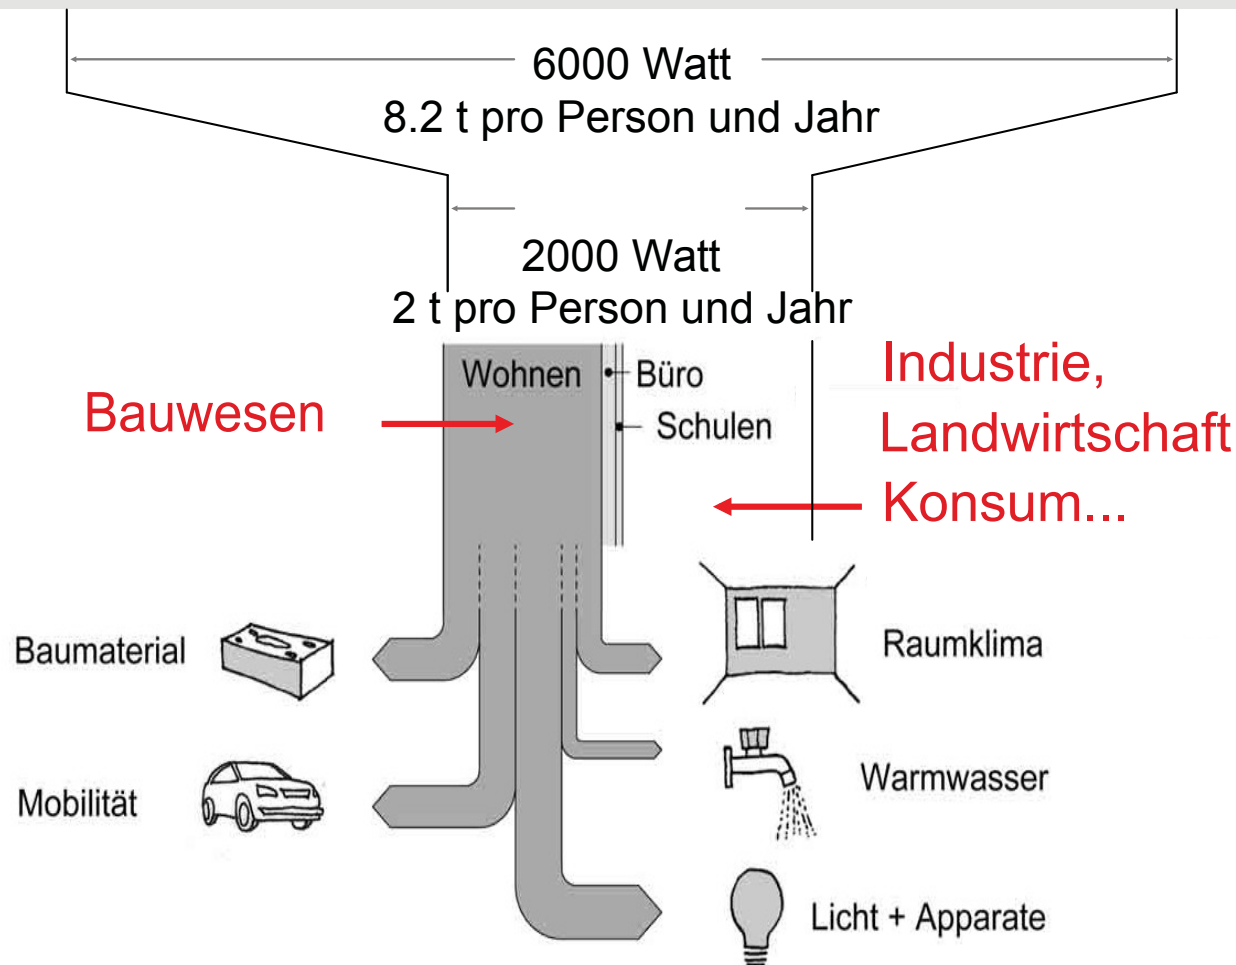 6000 Watt
8.2 t pro Person und Jahr
2000 Watt
2 t pro Person und Jahr
Wohnen
Büro
Schulen
Bauwesen
Industrie,
Landwirtschaft
Konsum...
Baumaterial
Raumklima
Mobilität
Warmwasser
Licht + Apparate